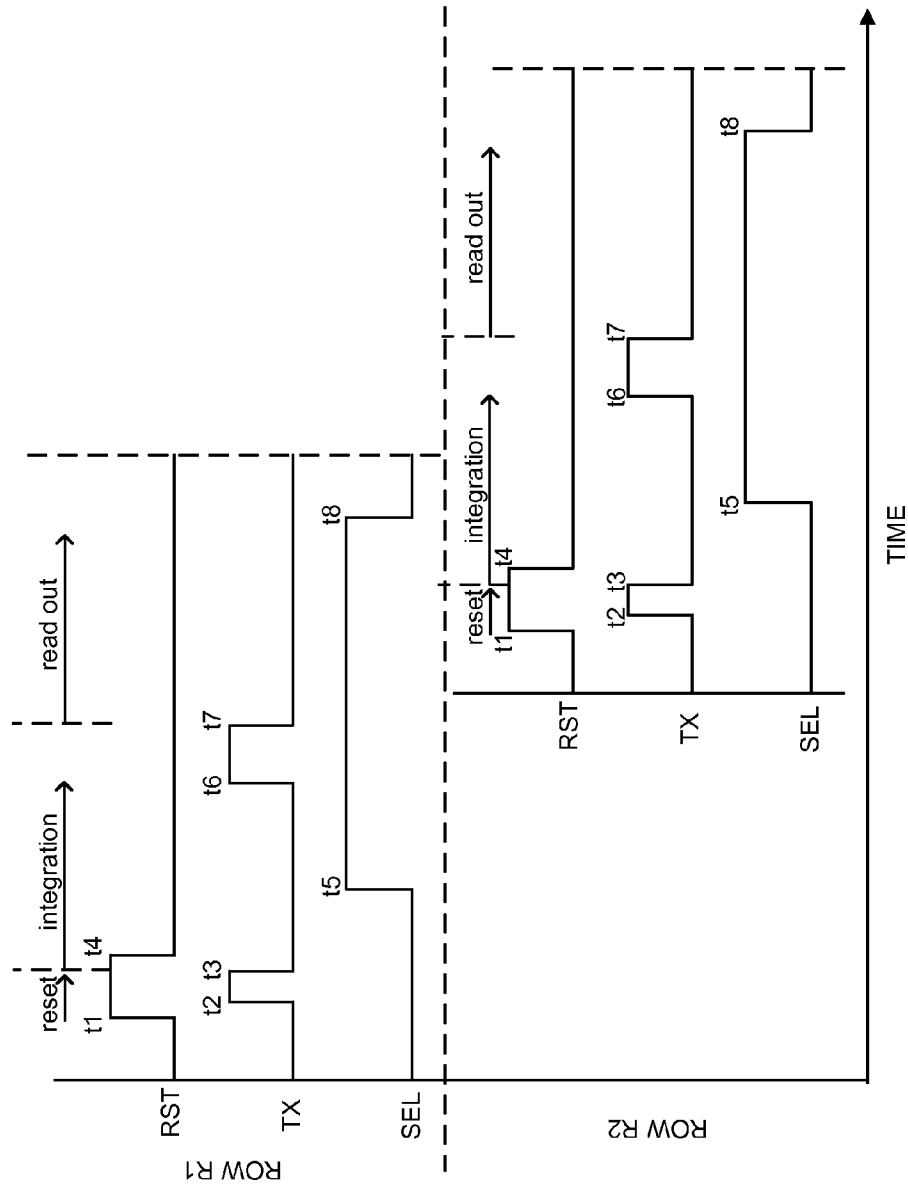 ROW R1
reset
integration
read out
RST
t1
t4
TX
t2
t3
t6
t7
SEL
t5
t8
ROW R2
reset
integration
read out
RST
t1
t4
TX
t2
t3
t6
t7
SEL
t5
t8
TIME